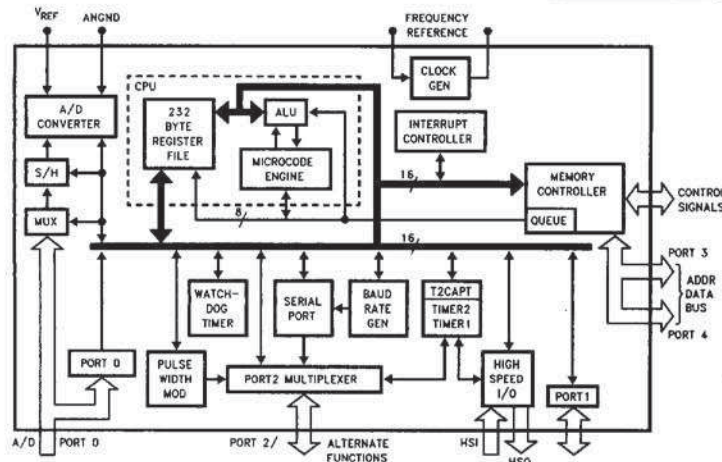 VREF
ANGND
FREQUENCY
REFERENCE
CPU
CLOCK
GEN
A/D
CONVERTER
232
BYTE
REGISTER
FILE
ALU
INTERRUPT
CONTROLLER
S/H
MICROCODE
ENGINE
16/
MEMORY
CONTROLLER
CONTROL
SIGNALS
MUX
8/
QUEUE
16/
PORT 3
ADDR
DATA
BUS
PORT 4
WATCH-
DOG
TIMER
SERIAL
PORT
BAUD
RATE
GEN
T2CAPT
TIMER2
TIMER1
PORT 0
PULSE
WIDTH
MOD
PORT2 MULTIPLEXER
HIGH
SPEED
I/O
PORT1
A/D
PORT 0
PORT 2/
ALTERNATE
FUNCTIONS
HSI
HSO